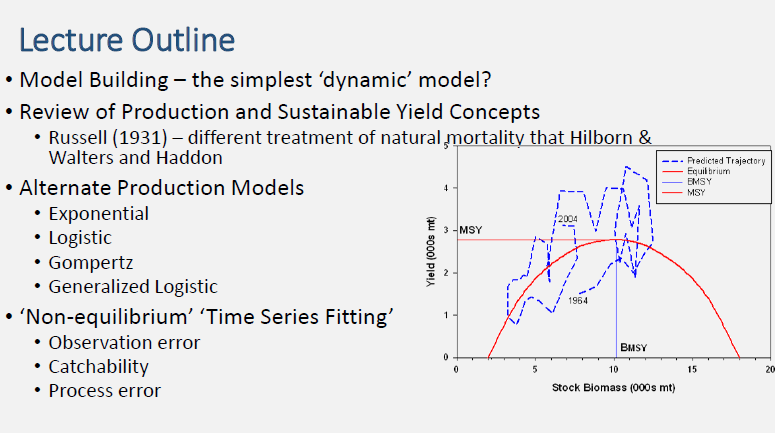 Lecture Outline
• Model Building – the simplest ‘dynamic’ model?
• Review of Production and Sustainable Yield Concepts
• Russell (1931) – different treatment of natural mortality that Hilborn &
Walters and Haddon
• Alternate Production Models
• Exponential
• Logistic
• Gompertz
• Generalized Logistic
• ‘Non-equilibrium’ ‘Time Series Fitting’
• Observation error
• Catchability
• Process error
Predicted Trajectory
Equilibrium
BMSY
MSY
5
4
3
2
1
0
Yield (000s mt)
MSY
2004
1964
BMSY
0 5 10 15 20
Stock Biomass (000s mt)